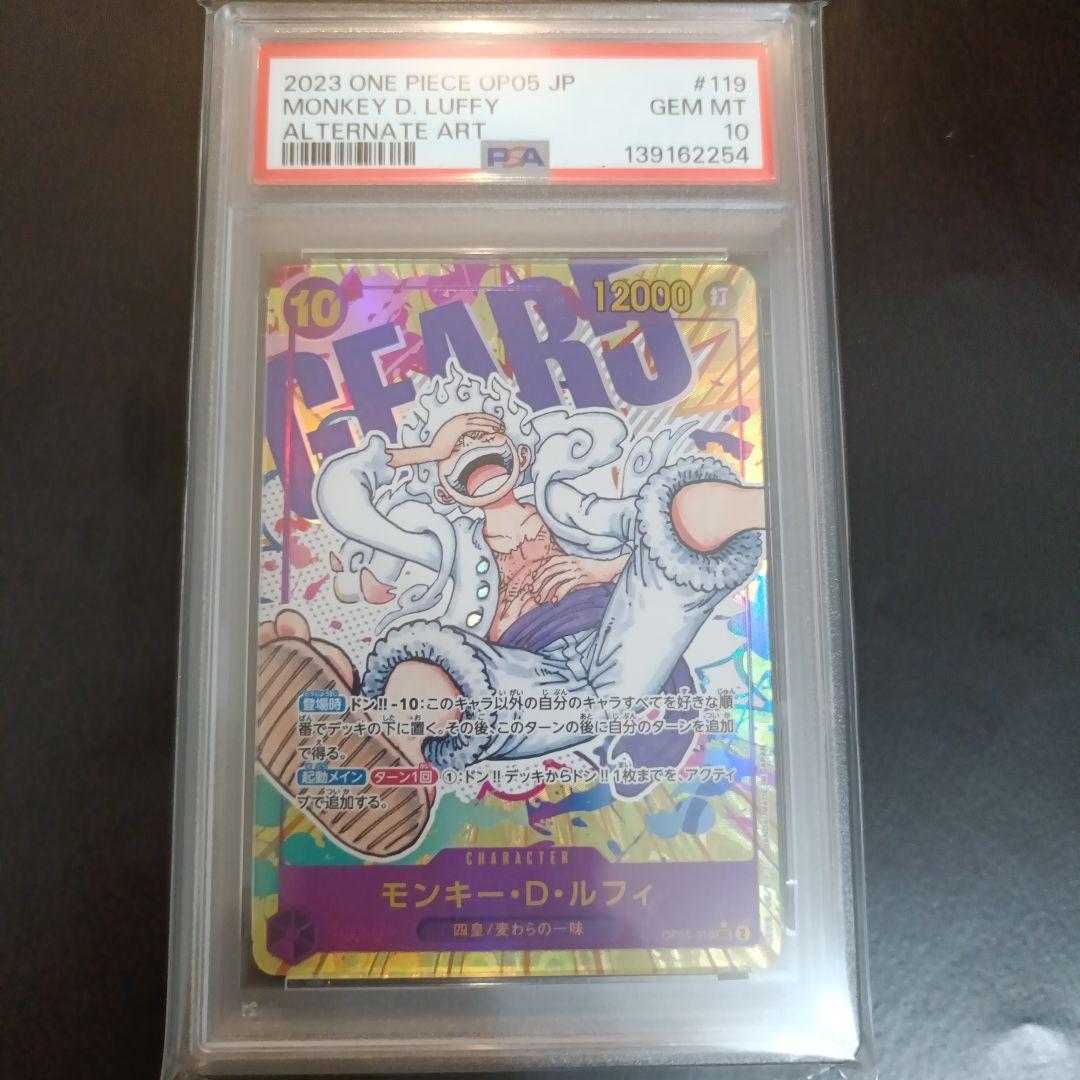 2023 ONE PIECE OP05 JP #119
MONKEY D. LUFFY GEM MT
ALTERNATE ART 10
PSA 139162254
10 12000 打
GEAR5
登場時 ドン!!-10:このキャラ以外の自分のキャラすべてを好きな順
番でデッキの下に置く。その後、このターンの後に自分のターンを追加
で得る。
起動メイン ターン1回 ①:ドン!!デッキからドン!!1枚までを、アクティ
ブで追加する。
CHARACTER
モンキー・D・ルフィ
四皇/麦わらの一味
OP05-119 2